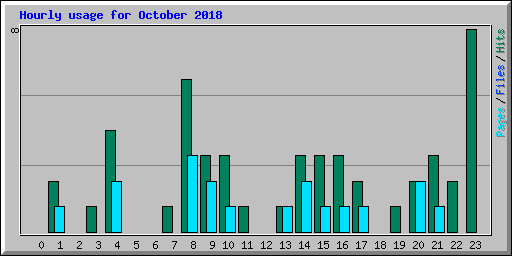 Hourly usage for October 2018
8
Pages/Files/Hits
0 1 2 3 4 5 6 7 8 9 10 11 12 13 14 15 16 17 18 19 20 21 22 23